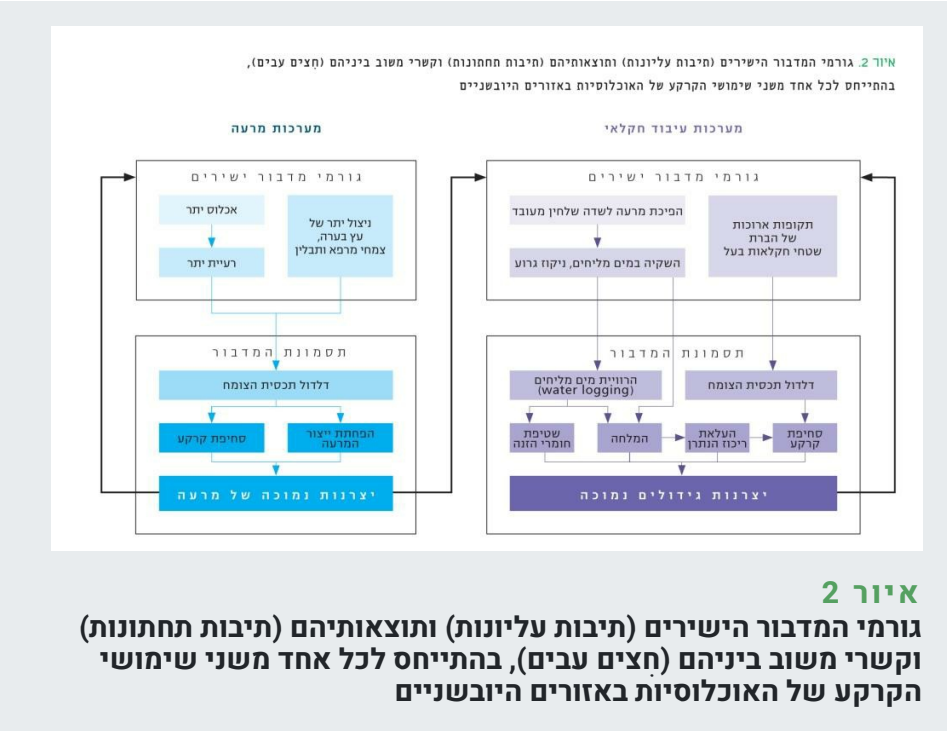 איור 2. גורמי המדבור הישירים (תיבות עליונות) ותוצאותיהם (תיבות תחתונות) וקשרי משוב ביניהם (חִצים עבים),
בהתייחס לכל אחד משני שימושי הקרקע של האוכלוסיות באזורים היובשניים
מערכות עיבוד חקלאי
גורמי מדבור ישירים
תקופות ארוכות
של הברת
שטחי חקלאות בעל
הפיכת מרעה לשדה שלחין מעובד
השקיה במים מליחים, ניקוז גרוע
תסמונת המדבור
דלדול תכסית הצומח
הרוויית מים מליחים
(water logging)
סחיפת
קרקע
העלאת
ריכוז הנתרן
המלחה
שטיפת
חומרי הזנה
יצרנות גידולים נמוכה
מערכות מרעה
גורמי מדבור ישירים
ניצול יתר של
עץ בערה,
צמחי מרפא ותבלין
אכלוס יתר
רעיית יתר
תסמונת המדבור
דלדול תכסית הצומח
הפחתת ייצור
המרעה
סחיפת קרקע
יצרנות נמוכה של מרעה
איור 2
גורמי המדבור הישירים (תיבות עליונות) ותוצאותיהם (תיבות תחתונות)
וקשרי משוב ביניהם (חִצים עבים), בהתייחס לכל אחד משני שימושי
הקרקע של האוכלוסיות באזורים היובשניים